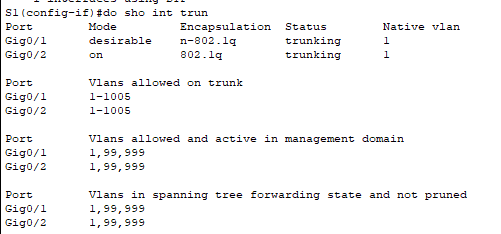 1 interfaces using DTP
S1(config-if)#do sho int trun
Port        Mode         Encapsulation  Status        Native vlan
Gig0/1      desirable    n-802.1q       trunking      1
Gig0/2      on           802.1q         trunking      1

Port        Vlans allowed on trunk
Gig0/1      1-1005
Gig0/2      1-1005

Port        Vlans allowed and active in management domain
Gig0/1      1,99,999
Gig0/2      1,99,999

Port        Vlans in spanning tree forwarding state and not pruned
Gig0/1      1,99,999
Gig0/2      1,99,999